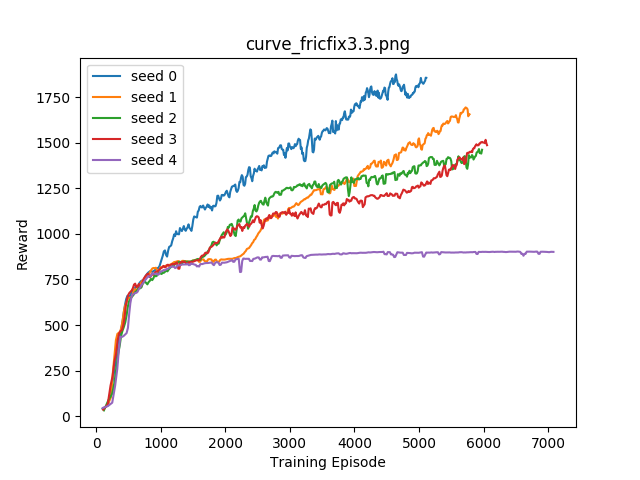 curve_fricfix3.3.png
seed 0
seed 1
seed 2
seed 3
seed 4
Reward
1750
1500
1250
1000
750
500
250
0
0 1000 2000 3000 4000 5000 6000 7000
Training Episode